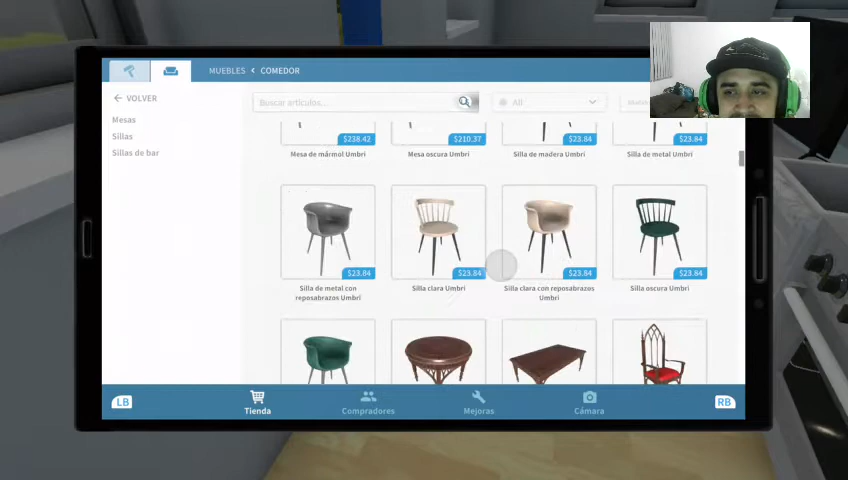 MUEBLES < COMEDOR
VOLVER
Mesas
Sillas
Sillas de bar
Buscar artículos...
All
$238.42
$210.37
$23.84
$23.84
Mesa de mármol Umbri
Mesa oscura Umbri
Silla de madera Umbri
Silla de metal Umbri
$23.84
$23.84
$23.84
$23.84
Silla de metal con
reposabrazos Umbri
Silla clara Umbri
Silla clara con reposabrazos
Umbri
Silla oscura Umbri
LB
Tienda
Compradores
Mejoras
Cámara
RB